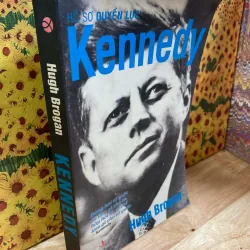 HỒ SƠ QUYỀN LỰC
Kennedy
Hugh Brogan
Hugh Brogan
KENNEDY